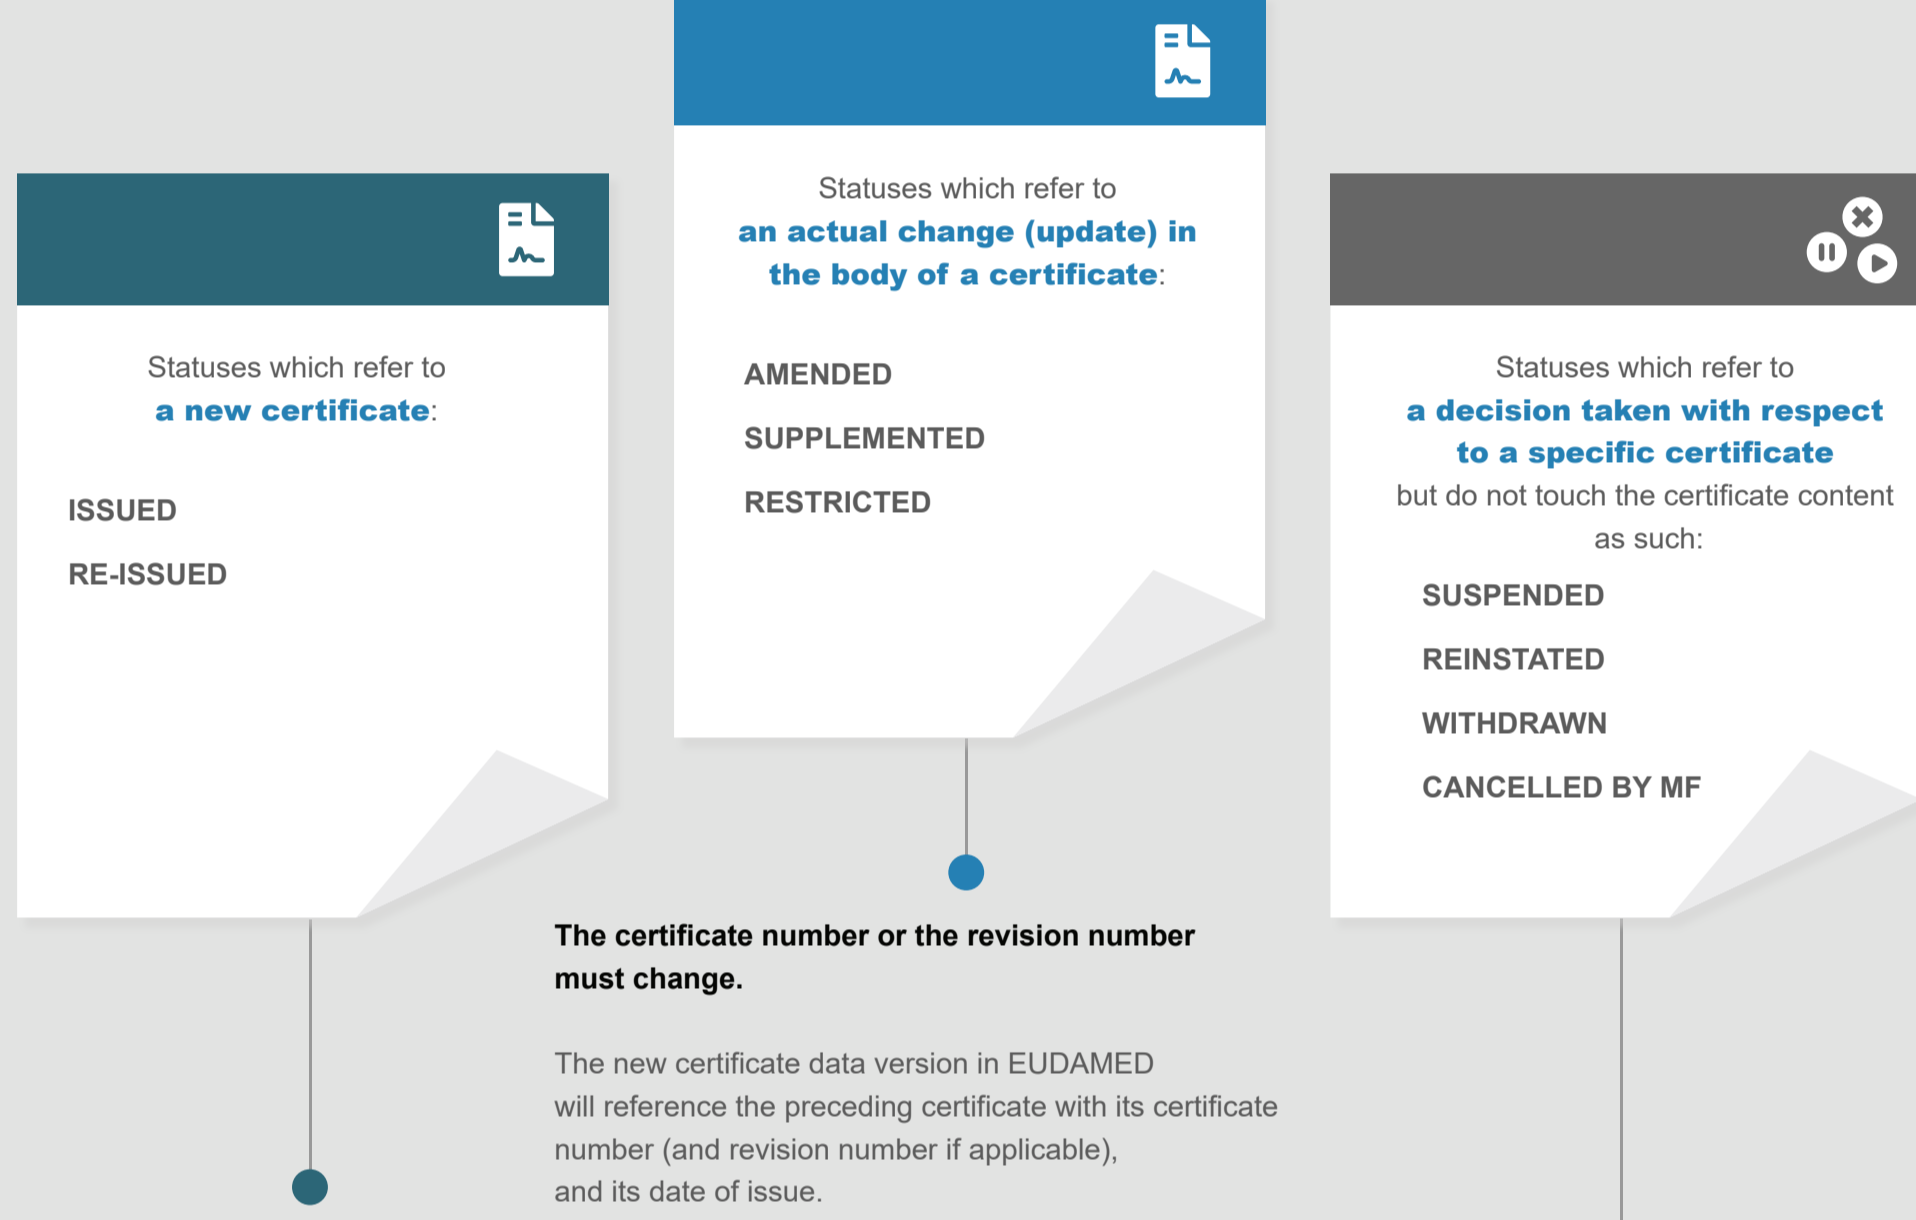 Statuses which refer to
a new certificate:
ISSUED
RE-ISSUED
Statuses which refer to
an actual change (update) in
the body of a certificate:
AMENDED
SUPPLEMENTED
RESTRICTED
The certificate number or the revision number
must change.
The new certificate data version in EUDAMED
will reference the preceding certificate with its certificate
number (and revision number if applicable),
and its date of issue.
Statuses which refer to
a decision taken with respect
to a specific certificate
but do not touch the certificate content
as such:
SUSPENDED
REINSTATED
WITHDRAWN
CANCELLED BY MF